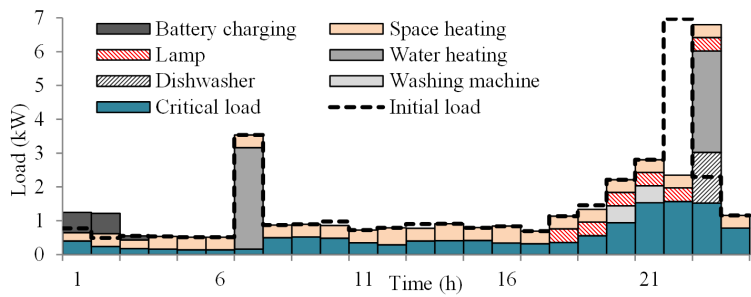 7
6
5
4
3
2
1
0
Load (kW)
Battery charging
Space heating
Lamp
Water heating
Dishwasher
Washing machine
Critical load
Initial load
1
6
11
16
21
Time (h)